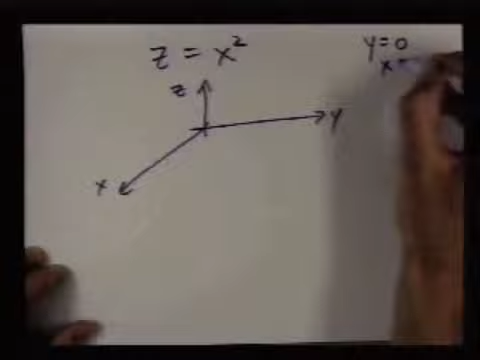 z = x²
y = 0
x
z
y
x